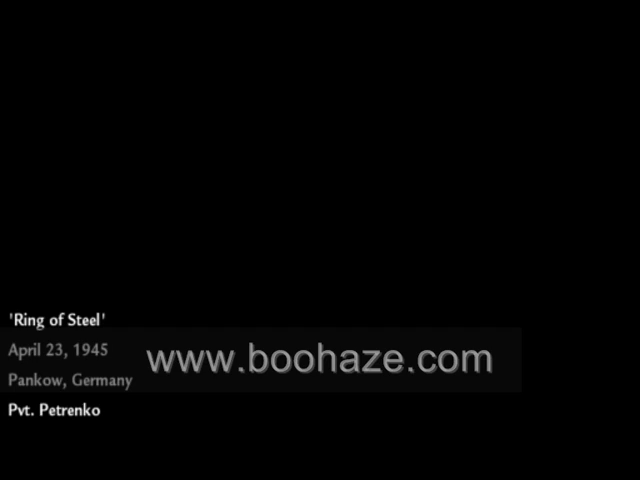 'Ring of Steel'
April 23, 1945
www.boohaze.com
Pankow, Germany
Pvt. Petrenko